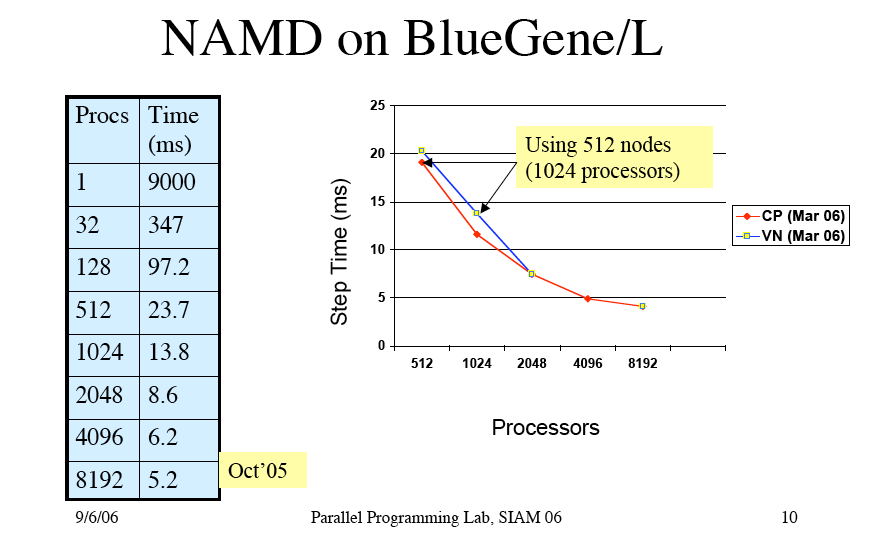 NAMD on BlueGene/L
Procs Time
(ms)
1 9000
32 347
128 97.2
512 23.7
1024 13.8
2048 8.6
4096 6.2
8192 5.2
Oct’05
25
20
15
10
5
0
Step Time (ms)
Using 512 nodes
(1024 processors)
512 1024 2048 4096 8192
Processors
CP (Mar 06)
VN (Mar 06)
9/6/06 Parallel Programming Lab, SIAM 06 10